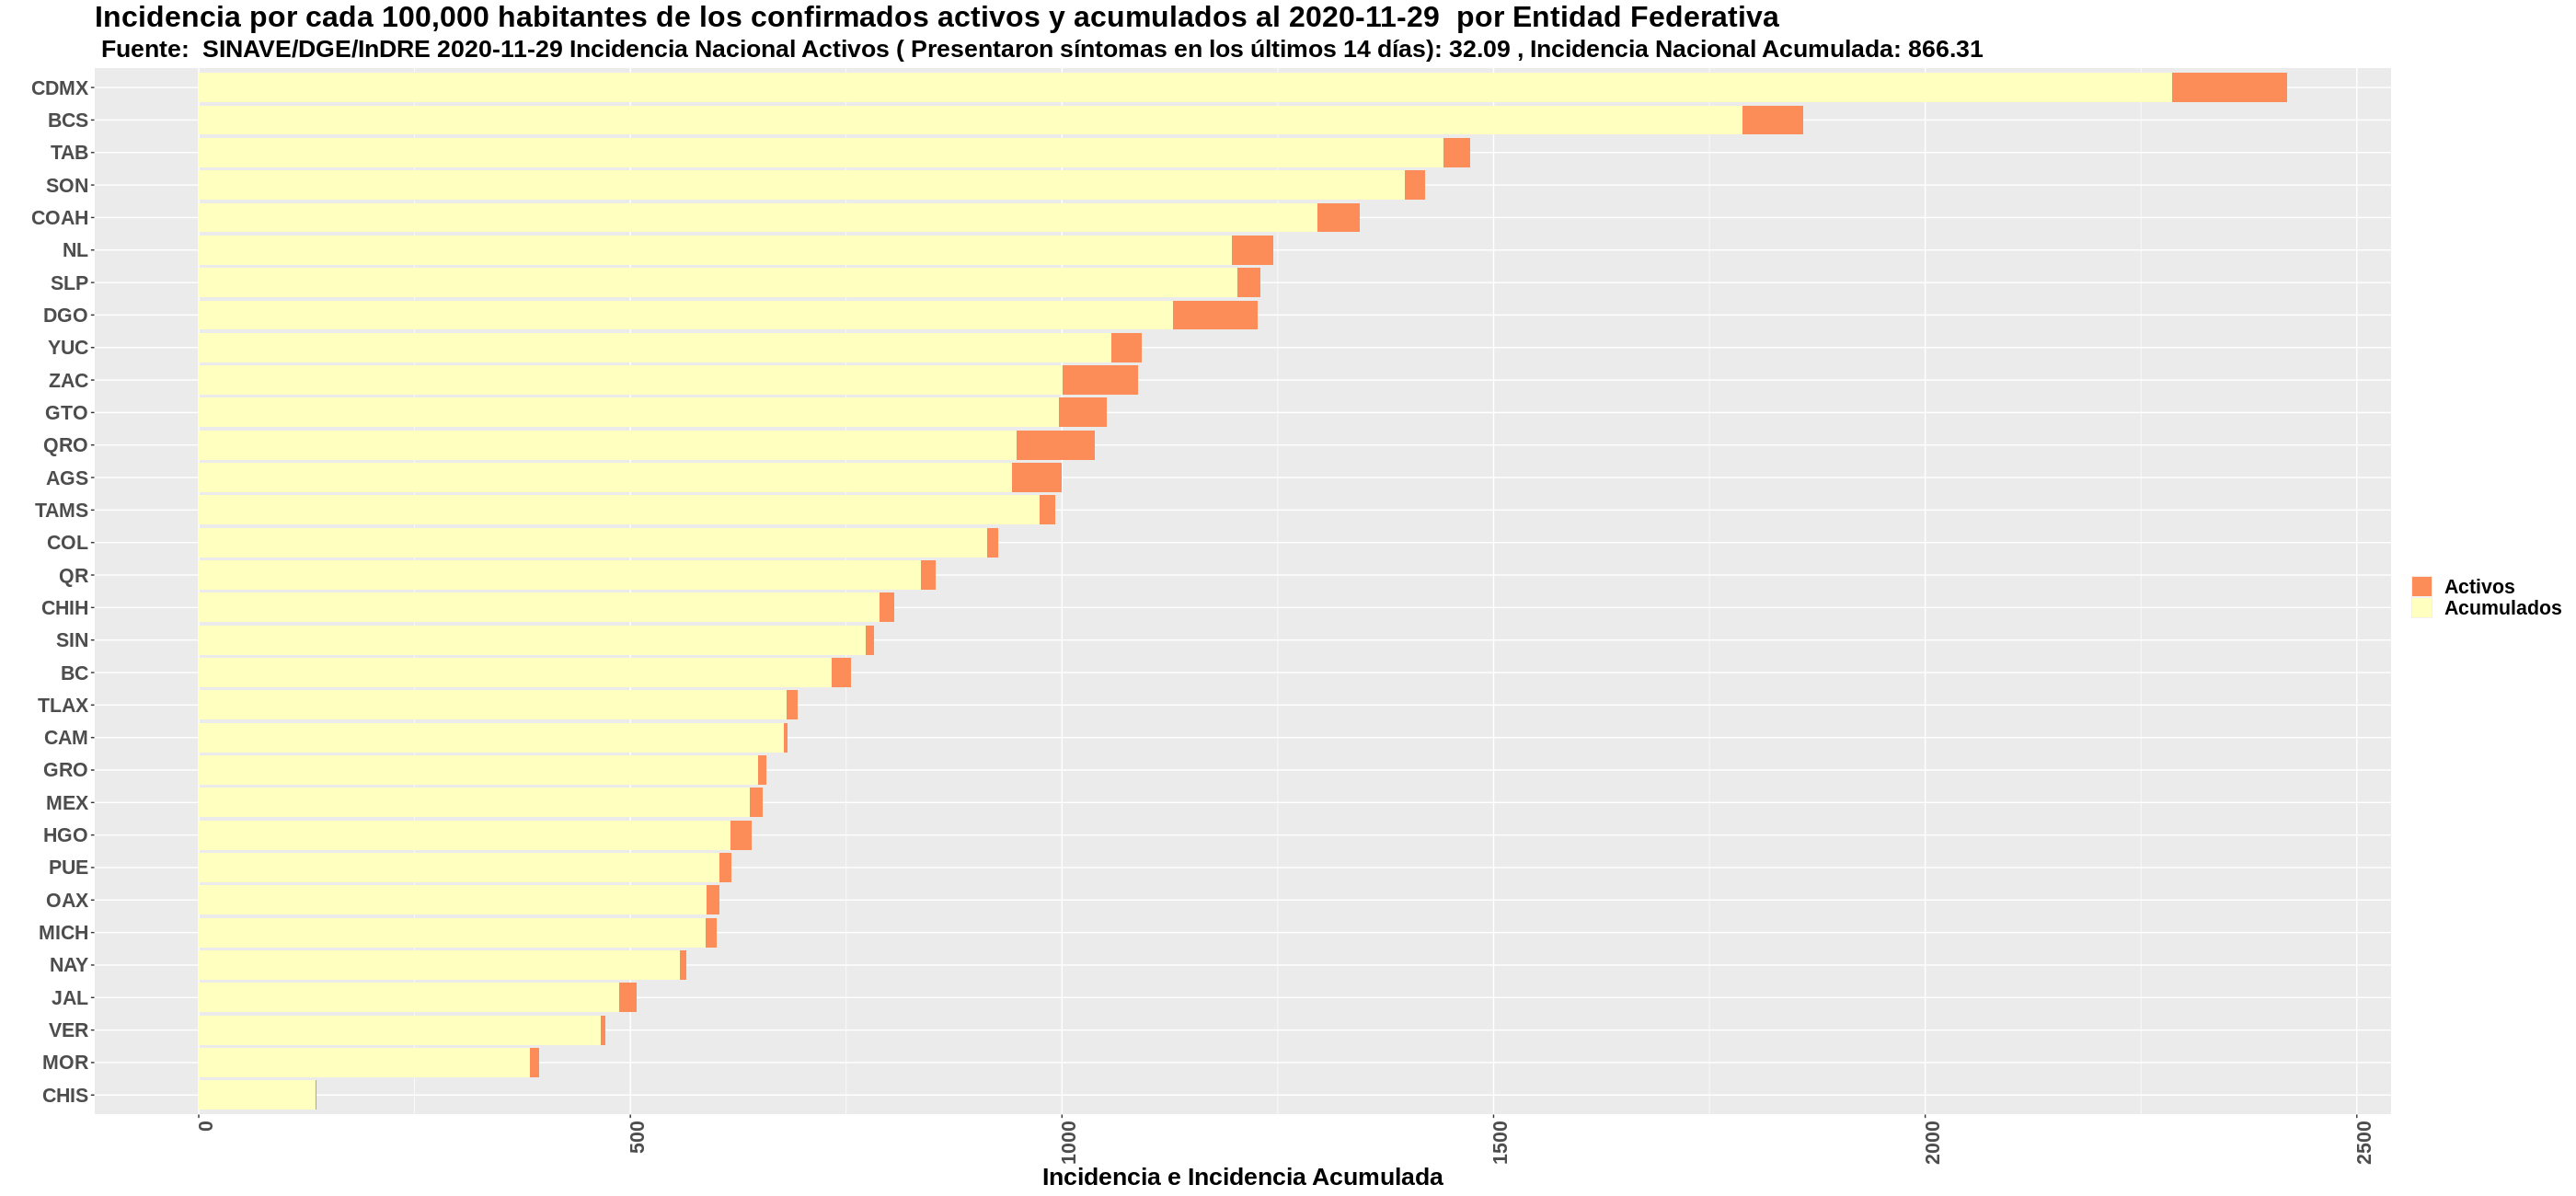 Incidencia por cada 100,000 habitantes de los confirmados activos y acumulados al 2020-11-29  por Entidad Federativa
Fuente:  SINAVE/DGE/InDRE 2020-11-29 Incidencia Nacional Activos ( Presentaron síntomas en los últimos 14 días): 32.09 , Incidencia Nacional Acumulada: 866.31
CDMX
BCS
TAB
SON
COAH
NL
SLP
DGO
YUC
ZAC
GTO
QRO
AGS
TAMS
COL
QR
CHIH
SIN
BC
TLAX
CAM
GRO
MEX
HGO
PUE
OAX
MICH
NAY
JAL
VER
MOR
CHIS
Activos
Acumulados
0
500
1000
1500
2000
2500
Incidencia e Incidencia Acumulada